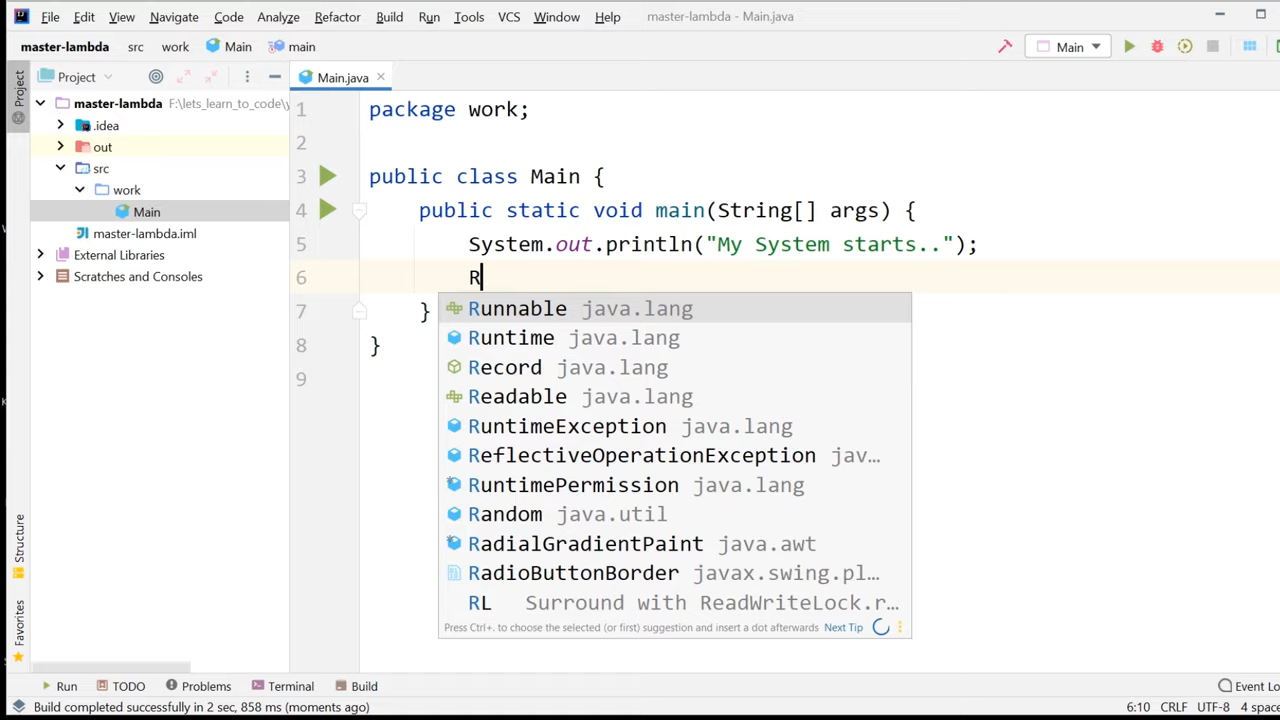 File Edit View Navigate Code Analyze Refactor Build Run Tools VCS Window Help master-lambda - Main.java
master-lambda src work Main main Main
Project Main.java
Project
master-lambda F:\lets_learn_to_code\y
.idea
out
src
work
Main
master-lambda.iml
External Libraries
Scratches and Consoles
1 package work;
2
3 public class Main {
4 public static void main(String[] args) {
5 System.out.println("My System starts..");
6 R
7 }
8 }
9
Runnable java.lang
Runtime java.lang
Record java.lang
Readable java.lang
RuntimeException java.lang
ReflectiveOperationException jav…
RuntimePermission java.lang
Random java.util
RadialGradientPaint java.awt
RadioButtonBorder javax.swing.pl…
RL Surround with ReadWriteLock.r…
Press Ctrl+. to choose the selected (or first) suggestion and insert a dot afterwards Next Tip
Structure
Favorites
Run TODO Problems Terminal Build Event Lo
Build completed successfully in 2 sec, 858 ms (moments ago) 6:10 CRLF UTF-8 4 space